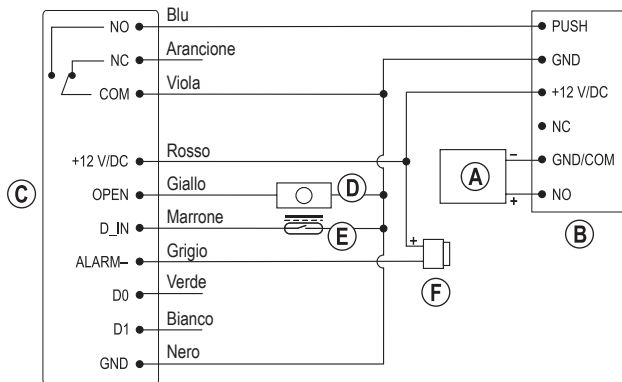 NO Blu
NC Arancione
COM Viola
+12 V/DC Rosso
OPEN Giallo
D_IN Marrone
ALARM– Grigio
D0 Verde
D1 Bianco
GND Nero
C
D
E
+
F
A
–
+
PUSH
GND
+12 V/DC
NC
GND/COM
NO
B